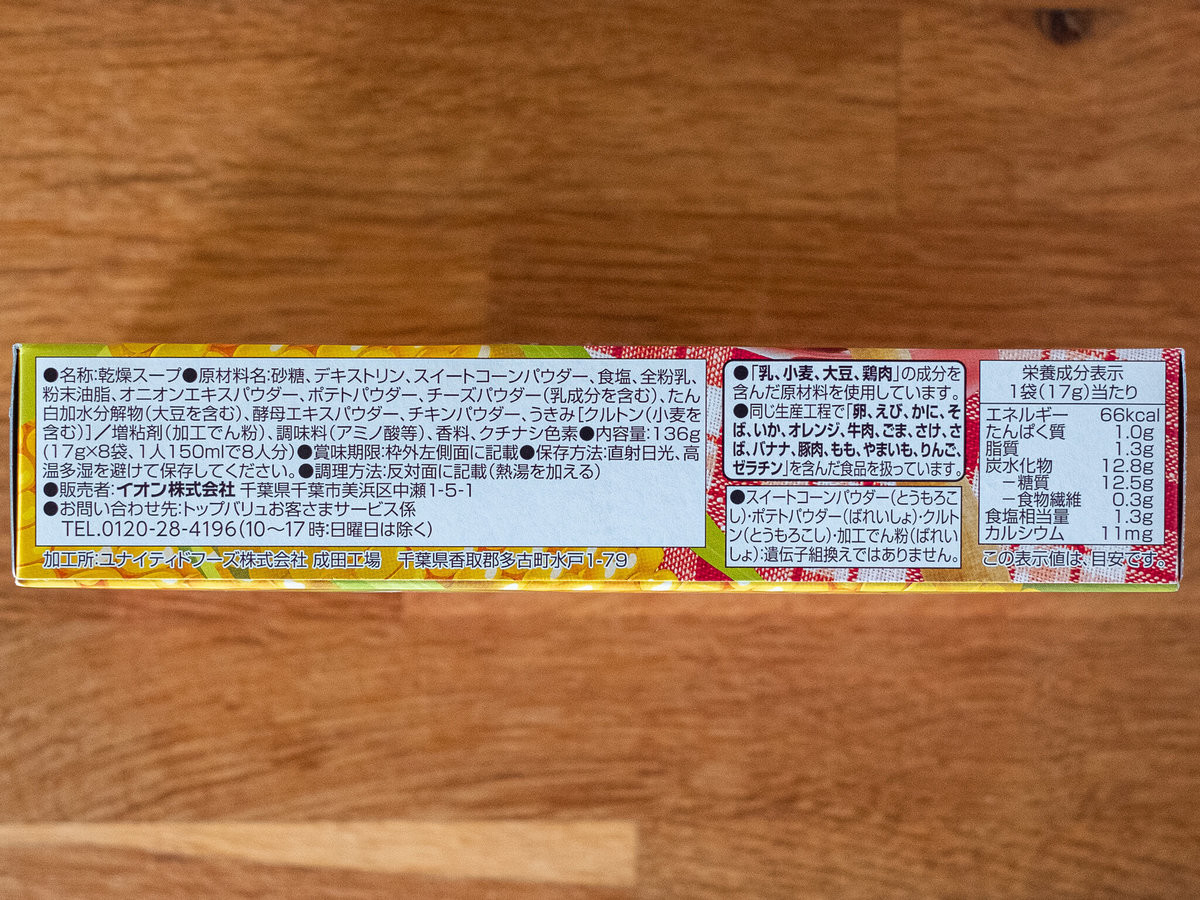 ●名称:乾燥スープ●原材料名:砂糖、デキストリン、スイートコーンパウダー、食塩、全粉乳、
粉末油脂、オニオンエキスパウダー、ポテトパウダー、チーズパウダー(乳成分を含む)、たん
白加水分解物(大豆を含む)、酵母エキスパウダー、チキンパウダー、うきみ[クルトン(小麦を
含む)]/増粘剤(加工でん粉)、調味料(アミノ酸等)、香料、クチナシ色素●内容量:136g
(17g×8袋、1人150mlで8人分)●賞味期限:枠外左側面に記載●保存方法:直射日光、高
温多湿を避けて保存してください。●調理方法:反対面に記載(熱湯を加える)
●販売者:イオン株式会社 千葉県千葉市美浜区中瀬1-5-1
●お問い合わせ先:トップバリュお客さまサービス係
TEL.0120-28-4196(10〜17時:日曜日は除く)
加工所:ユナイテッドフーズ株式会社 成田工場 千葉県香取郡多古町水戸1-79
●「乳、小麦、大豆、鶏肉」の成分を
含んだ原材料を使用しています。
●同じ生産工程で「卵、えび、かに、そ
ば、いか、オレンジ、牛肉、ごま、さけ、さ
ば、バナナ、豚肉、もも、やまいも、りんご、
ゼラチン」を含んだ食品を扱っています。
●スイートコーンパウダー(とうもろこ
し)・ポテトパウダー(ばれいしょ)・クルト
ン(とうもろこし)・加工でん粉(ばれい
しょ):遺伝子組換えではありません。
栄養成分表示
1袋(17g)当たり
エネルギー 66kcal
たんぱく質 1.0g
脂質 1.3g
炭水化物 12.8g
−糖質 12.5g
−食物繊維 0.3g
食塩相当量 1.3g
カルシウム 11mg
この表示値は、目安です。